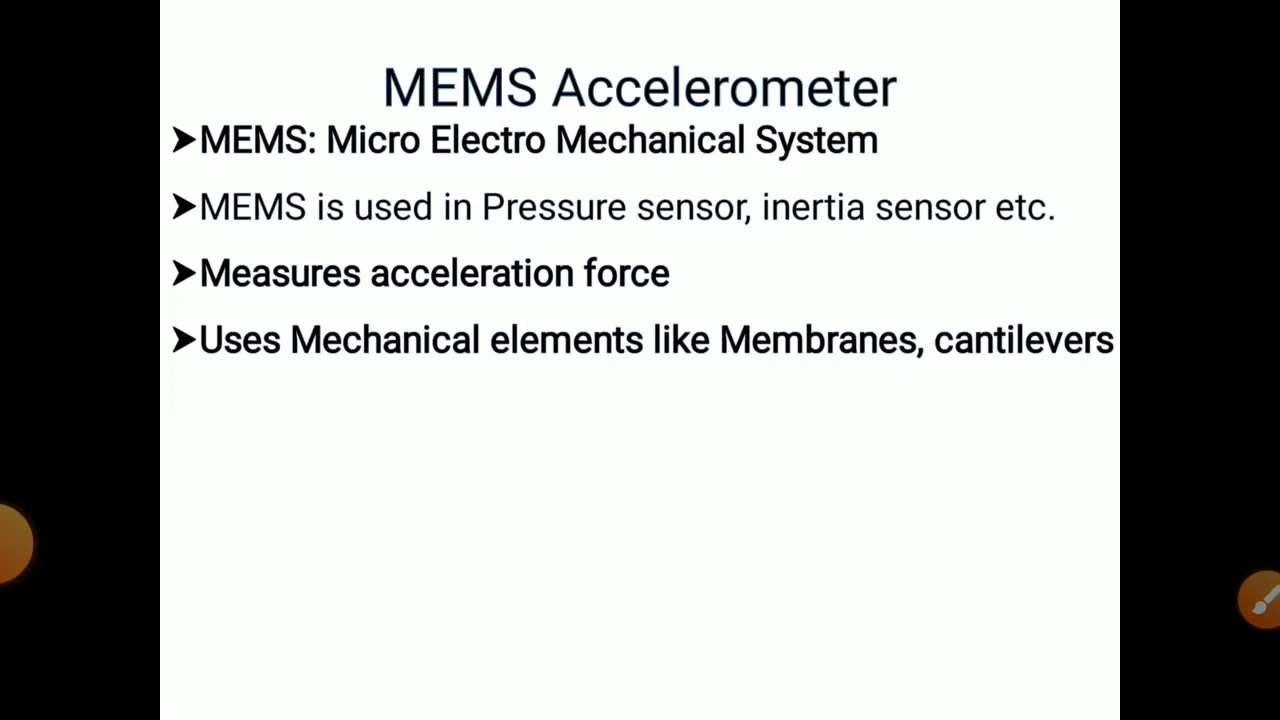 MEMS Accelerometer
➤MEMS: Micro Electro Mechanical System
➤MEMS is used in Pressure sensor, inertia sensor etc.
➤Measures acceleration force
➤Uses Mechanical elements like Membranes, cantilevers